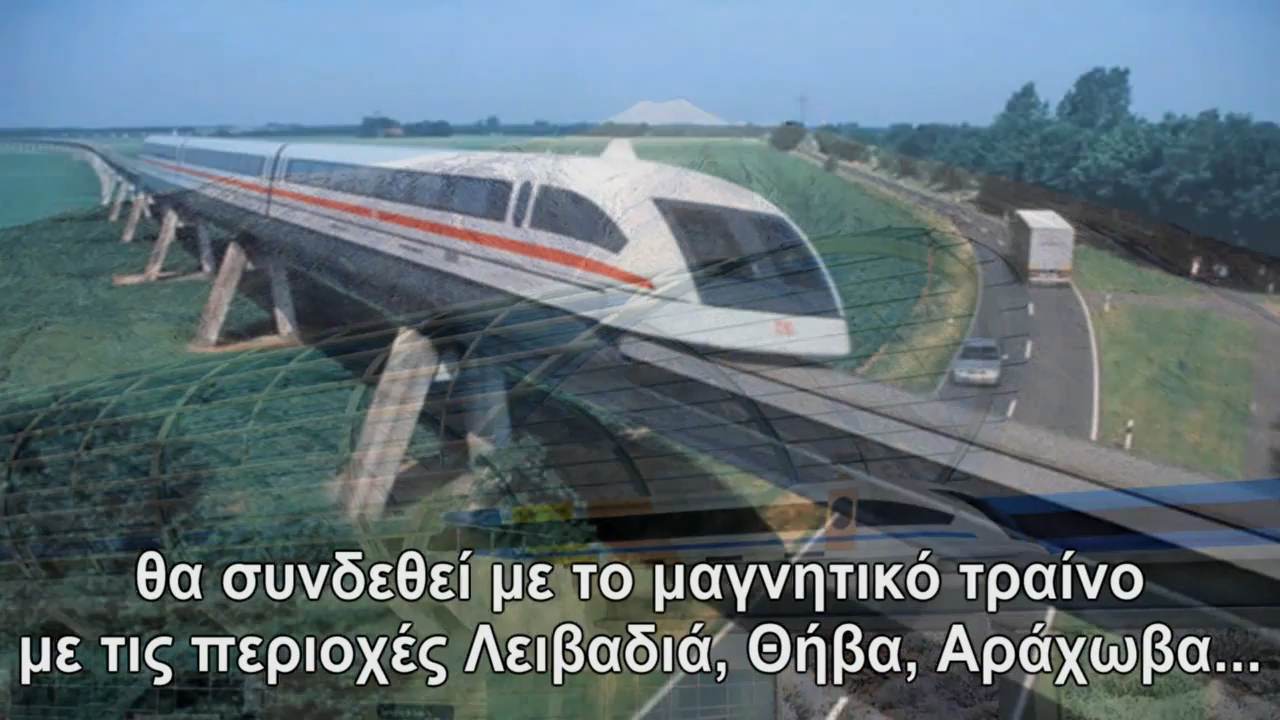 θα συνδεθεί με το μαγνητικό τραίνο
με τις περιοχές Λειβαδιά, Θήβα, Αράχωβα...